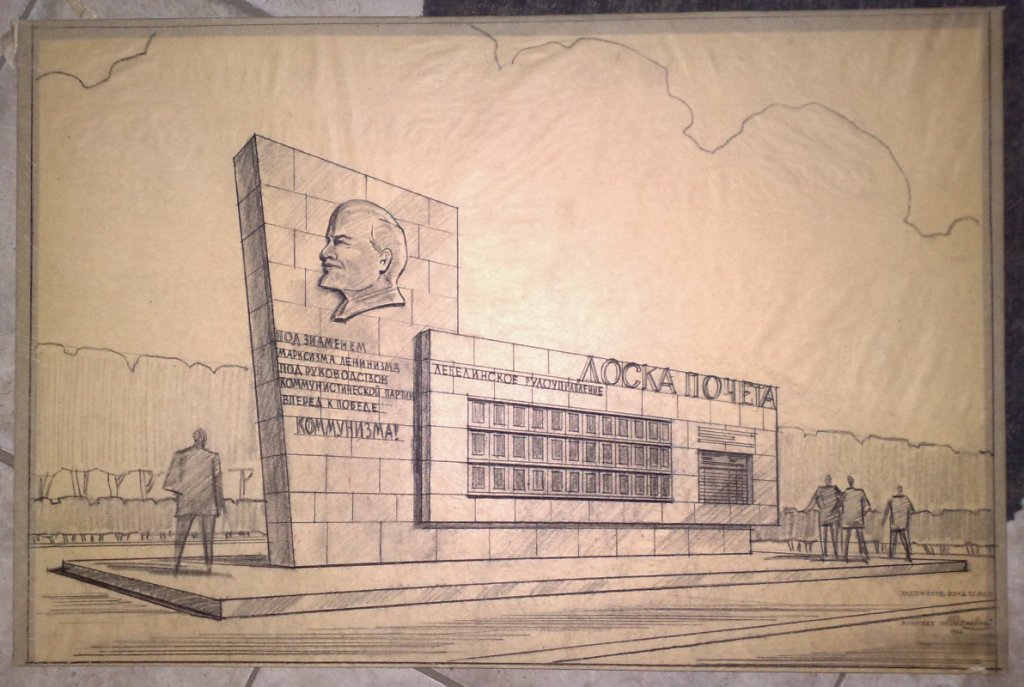 ПОД ЗНАМЕНЕМ
МАРКСИЗМА ЛЕНИНИЗМА
ПОД РУКОВОДСТВОМ
КОММУНИСТИЧЕСКОЙ ПАРТИИ
ВПЕРЕД К ПОБЕДЕ
КОММУНИЗМА!
ЛЕБЕДИНСКОЕ РУДОУПРАВЛЕНИЕ
ДОСКА ПОЧЕТА